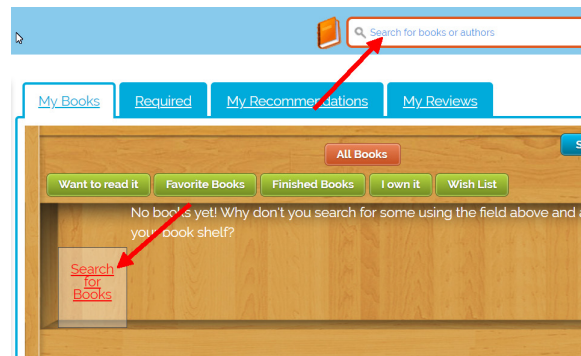 Search for books or authors
My Books Required My Recommendations My Reviews
All Books
Want to read it Favorite Books Finished Books I own it Wish List
No books yet! Why don't you search for some using the field above and
your book shelf?
Search
for
Books